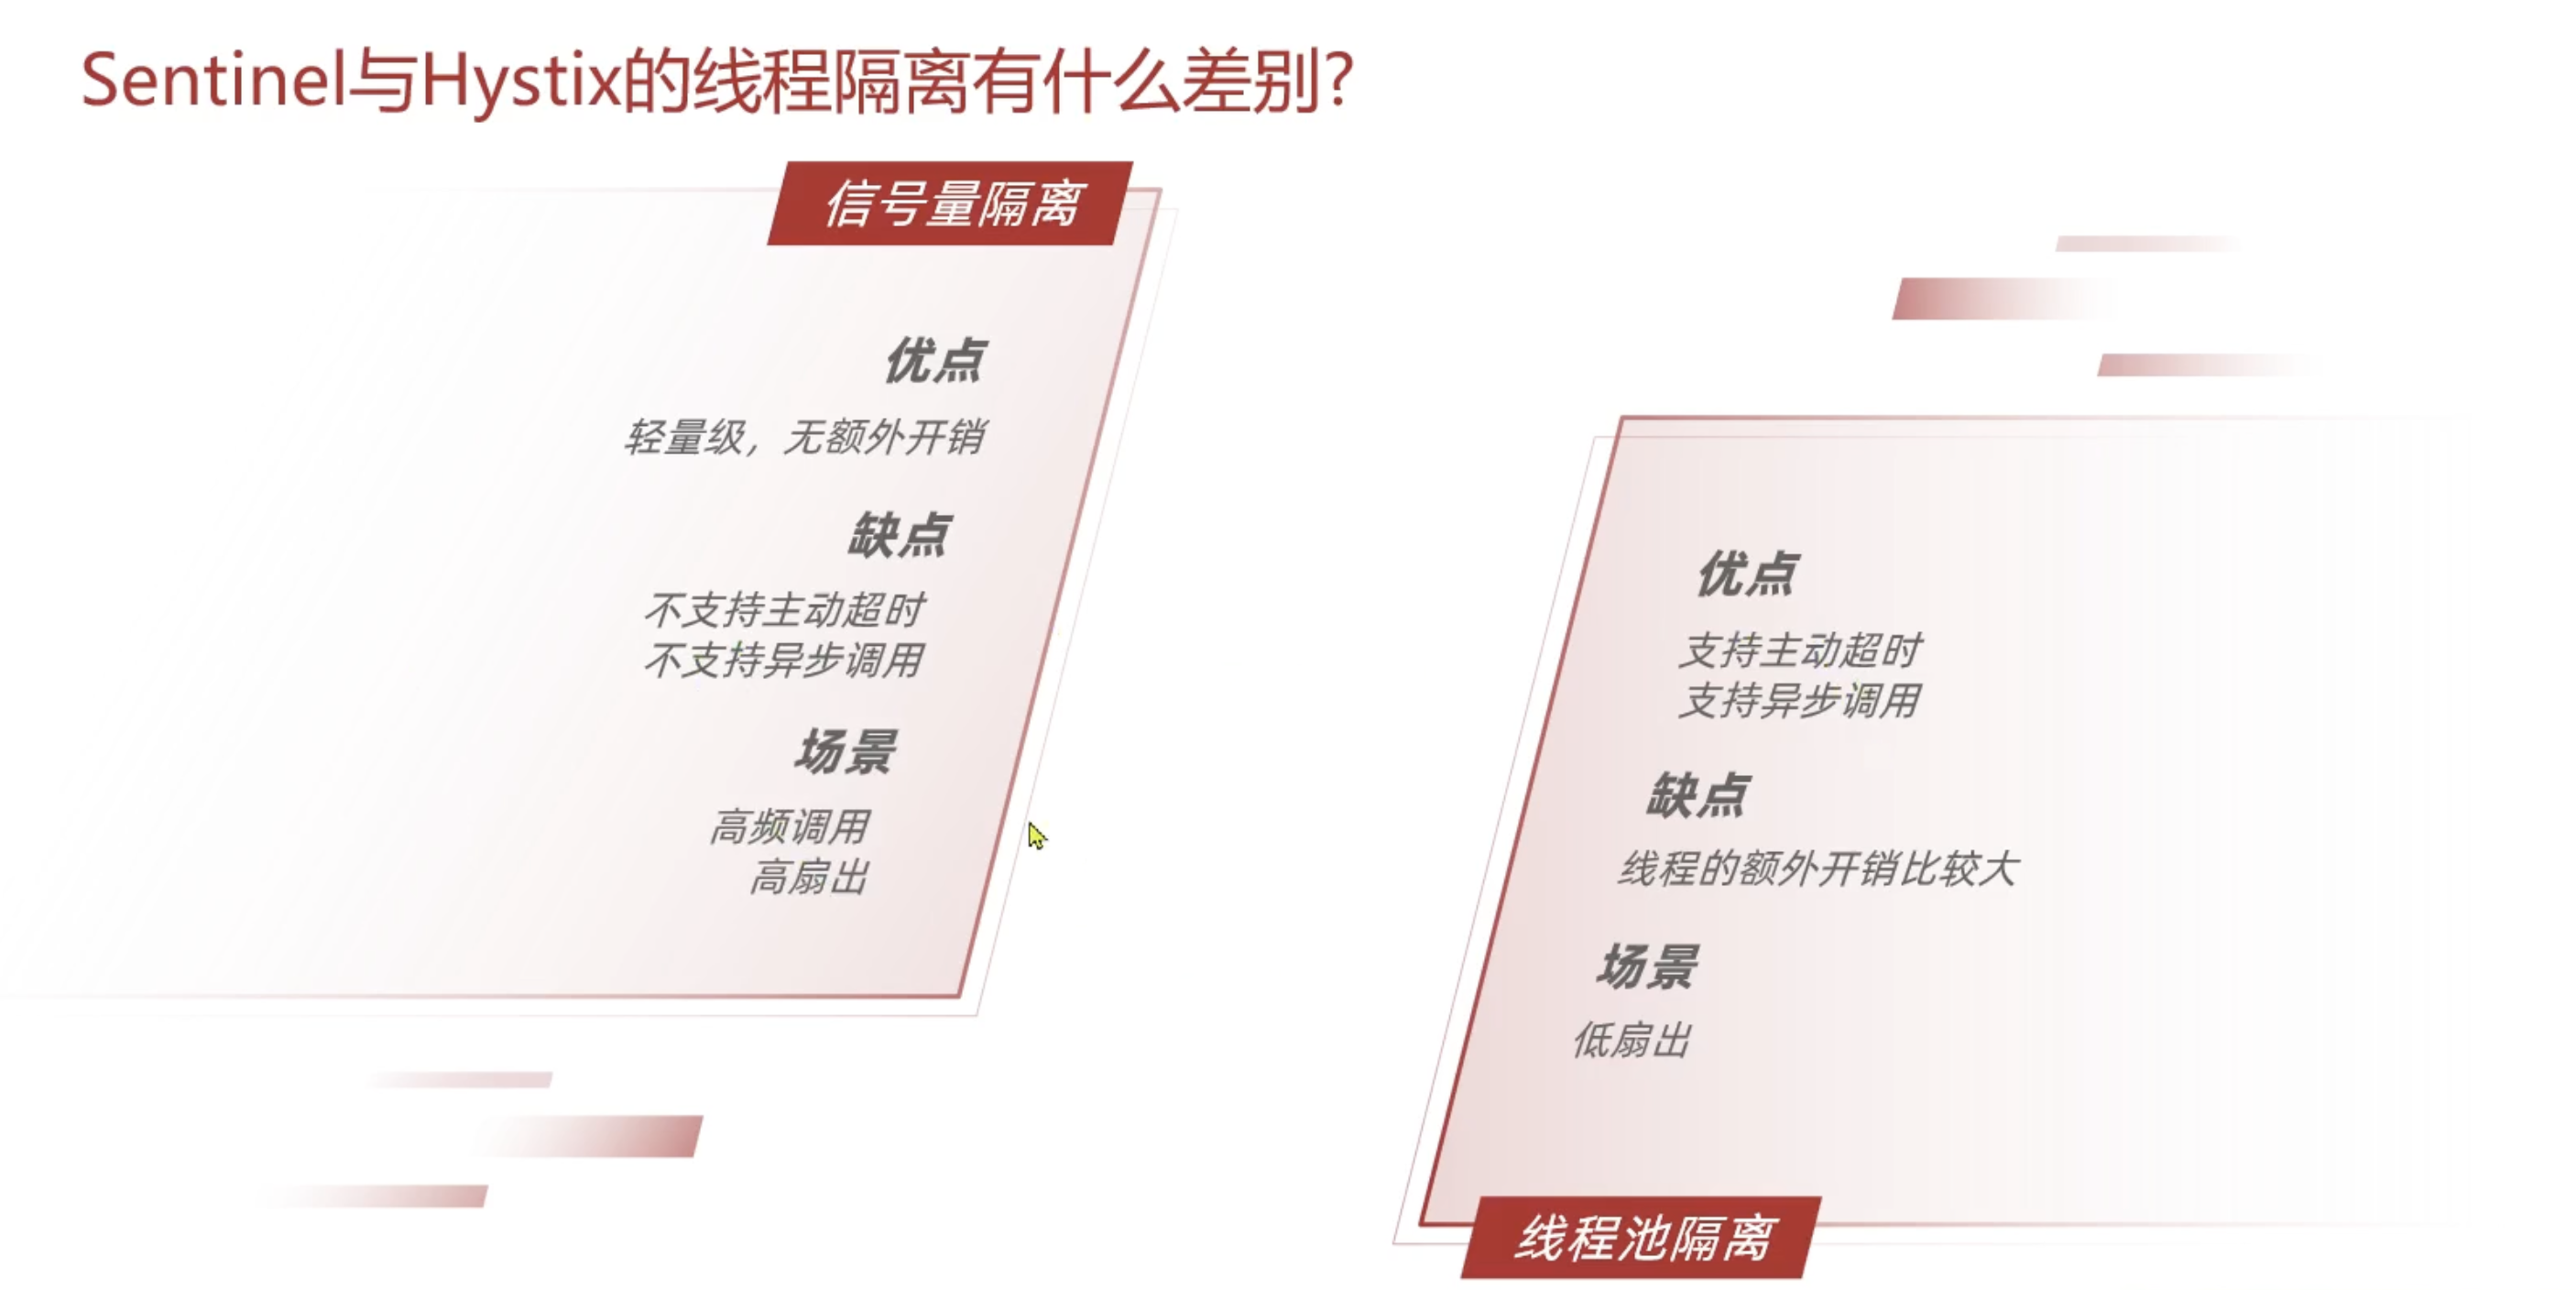 Sentinel与Hystix的线程隔离有什么差别?
信号量隔离
优点
轻量级，无额外开销
缺点
不支持主动超时
不支持异步调用
场景
高频调用
高扇出
优点
支持主动超时
支持异步调用
缺点
线程的额外开销比较大
场景
低扇出
线程池隔离